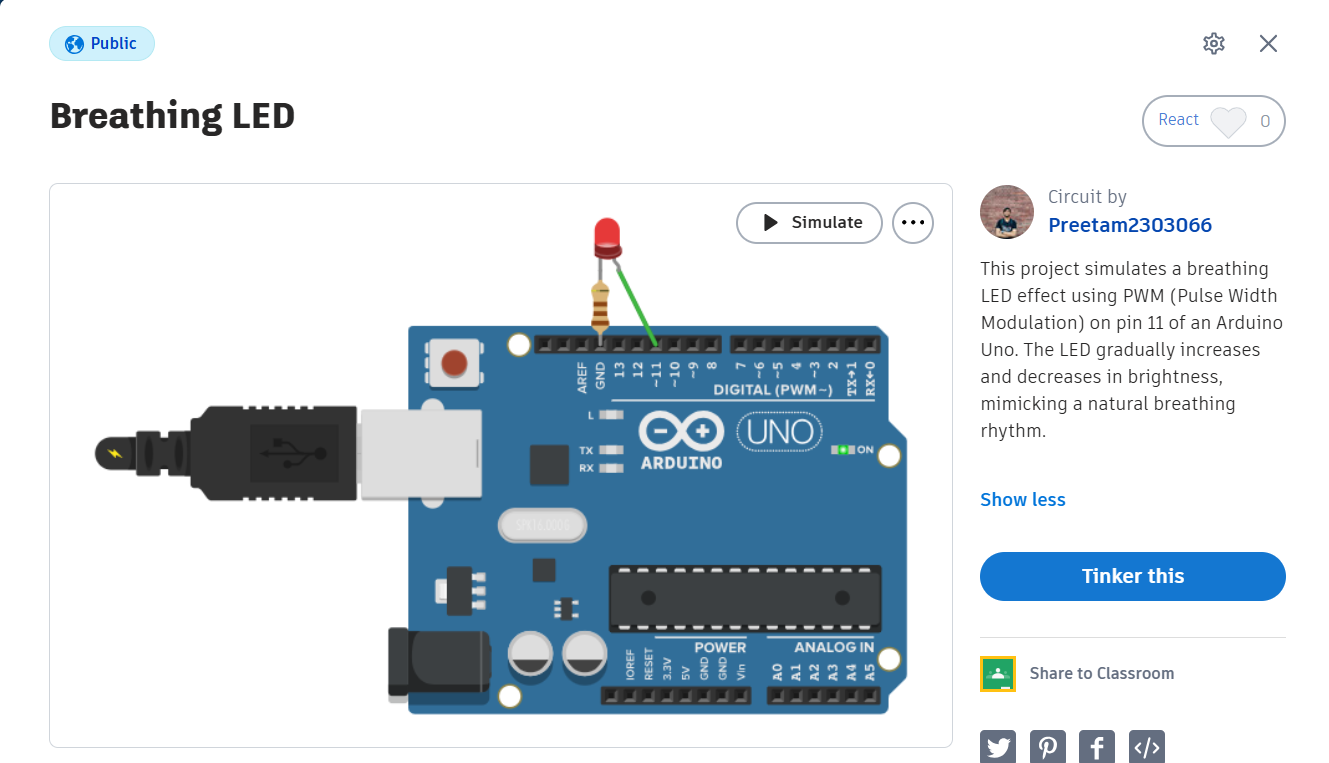 Public
Breathing LED
React 0
Simulate
Circuit by
Preetam2303066
This project simulates a breathing
LED effect using PWM (Pulse Width
Modulation) on pin 11 of an Arduino
Uno. The LED gradually increases
and decreases in brightness,
mimicking a natural breathing
rhythm.
Show less
Tinker this
Share to Classroom
AREF
GND
13
12
~11
~10
~9
8
7
~6
~5
4
~3
2
TX→1
RX←0
DIGITAL (PWM~)
L
TX
RX
ARDUINO
UNO
ON
POWER
ANALOG IN
IOREF
RESET
3.3V
5V
GND
GND
Vin
A0
A1
A2
A3
A4
A5